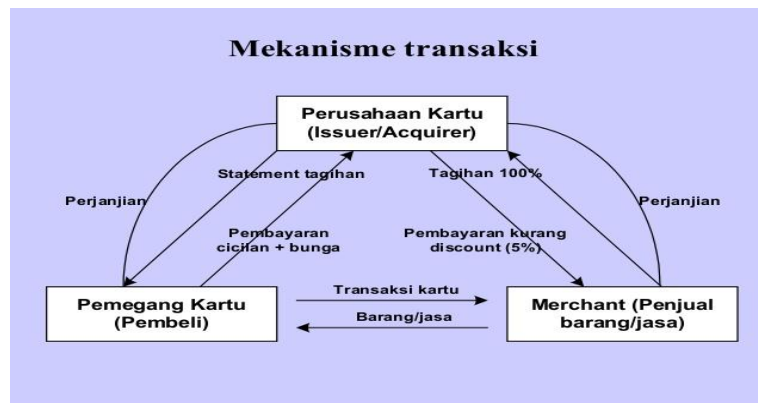 Mekanisme transaksi
Perusahaan Kartu
(Issuer/Acquirer)
Statement tagihan
Tagihan 100%
Perjanjian
Perjanjian
Pembayaran
cicilan + bunga
Pembayaran kurang
discount (5%)
Transaksi kartu
Pemegang Kartu
(Pembeli)
Merchant (Penjual
barang/jasa)
Barang/jasa